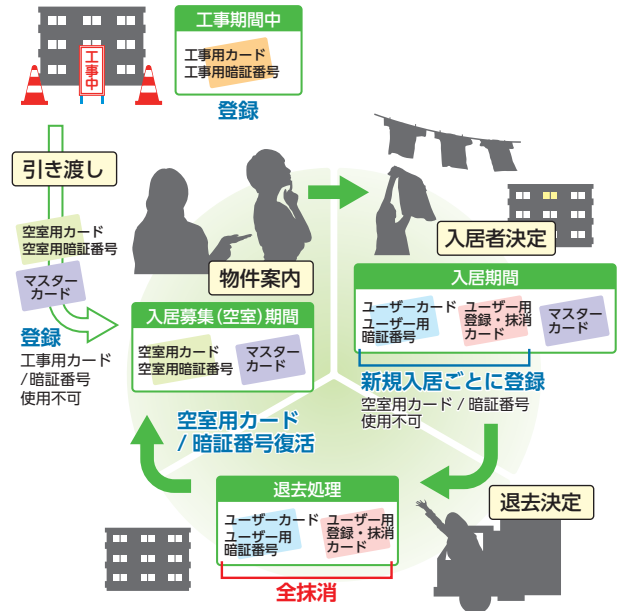 工事期間中
工事中
工事用カード
工事用暗証番号
登録
引き渡し
空室用カード
空室用暗証番号
マスター
カード
登録
工事用カード
/暗証番号
使用不可
物件案内
入居募集(空室)期間
空室用カード
空室用暗証番号
マスター
カード
入居者決定
入居期間
ユーザーカード
ユーザー用
暗証番号
ユーザー用
登録・抹消
カード
マスター
カード
新規入居ごとに登録
空室用カード / 暗証番号
使用不可
空室用カード
/ 暗証番号復活
退去決定
退去処理
ユーザーカード
ユーザー用
暗証番号
ユーザー用
登録・抹消
カード
全抹消